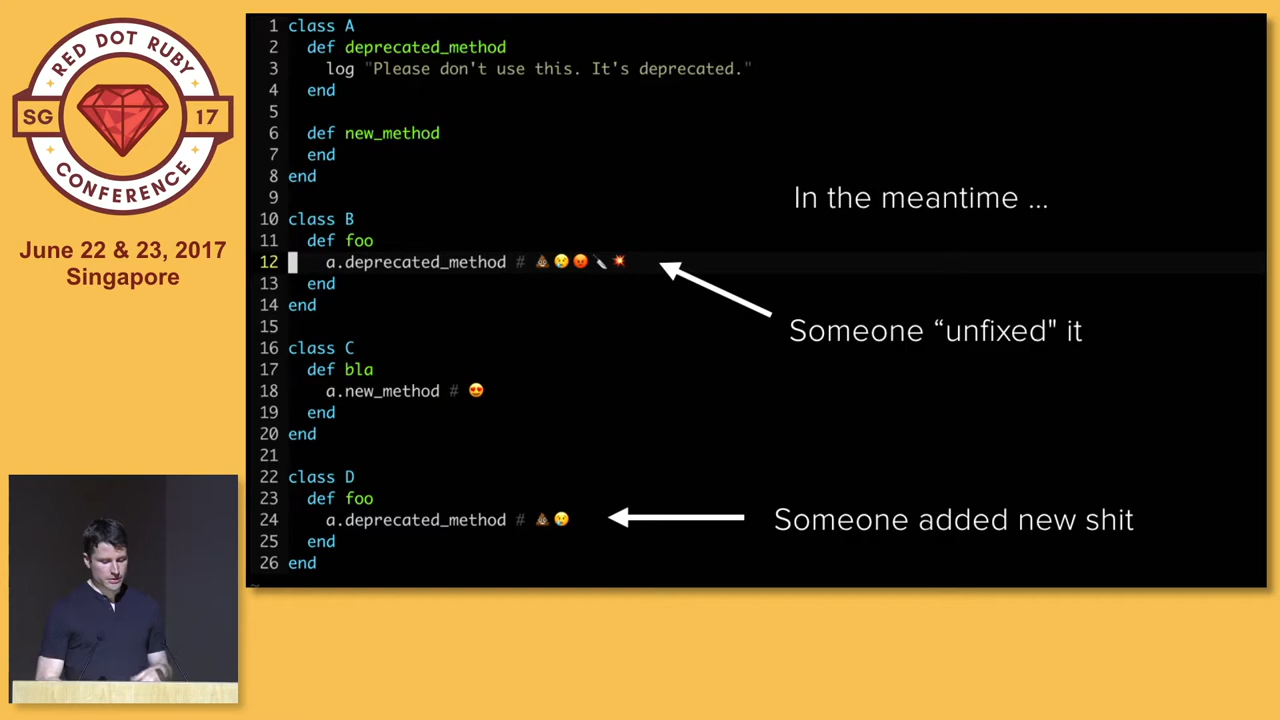 RED DOT RUBY
SG 17
CONFERENCE
June 22 & 23, 2017
Singapore
1 class A
2 def deprecated_method
3 log "Please don't use this. It's deprecated."
4 end
5
6 def new_method
7 end
8 end
9
10 class B
11 def foo
12 a.deprecated_method # 💩😢😡🔪💥
13 end
14 end
15
16 class C
17 def bla
18 a.new_method # 😍
19 end
20 end
21
22 class D
23 def foo
24 a.deprecated_method # 💩😢
25 end
26 end
~
In the meantime ...
Someone “unfixed" it
Someone added new shit